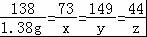 138/1.38g = 73/x = 149/y = 44/z